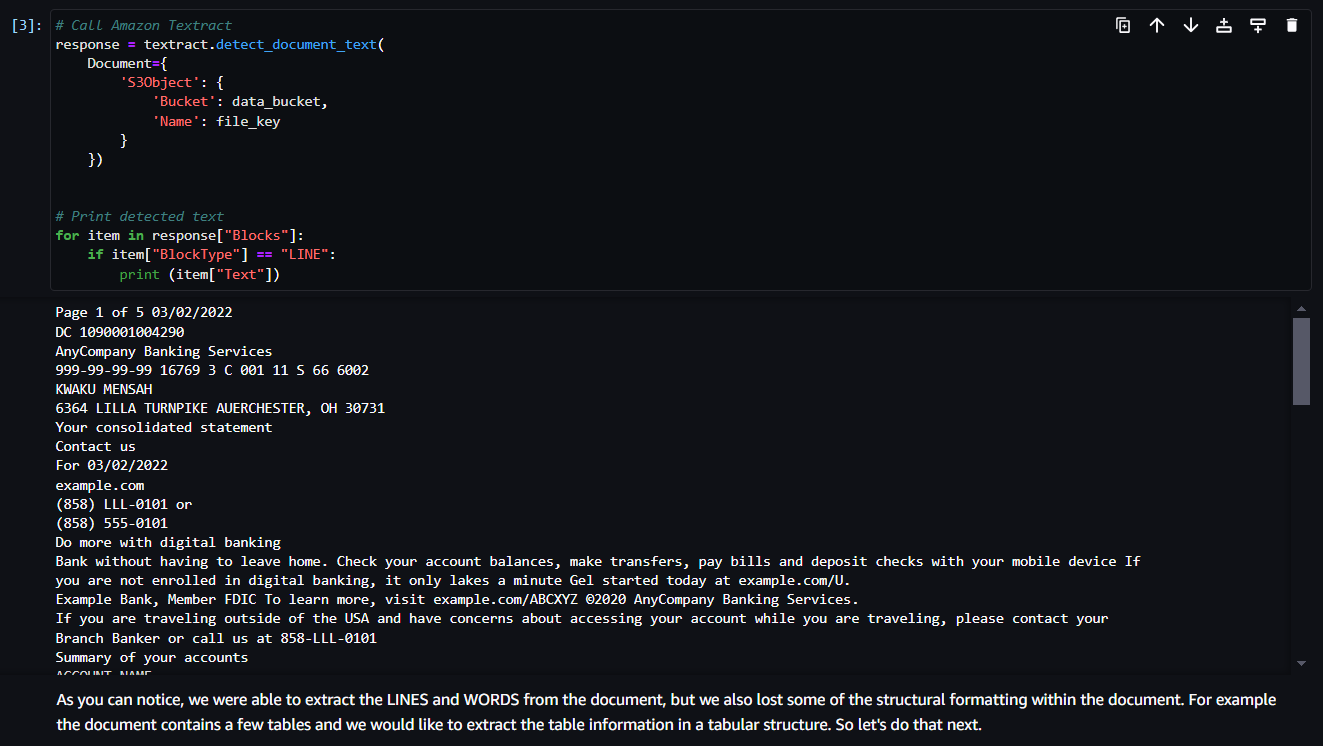 [3]:
# Call Amazon Textract
response = textract.detect_document_text(
    Document={
        'S3Object': {
            'Bucket': data_bucket,
            'Name': file_key
        }
    })
# Print detected text
for item in response["Blocks"]:
    if item["BlockType"] == "LINE":
        print (item["Text"])
Page 1 of 5 03/02/2022
DC 1090001004290
AnyCompany Banking Services
999-99-99-99 16769 3 C 001 11 S 66 6002
KWAKU MENSAH
6364 LILLA TURNPIKE AUERCHESTER, OH 30731
Your consolidated statement
Contact us
For 03/02/2022
example.com
(858) LLL-0101 or
(858) 555-0101
Do more with digital banking
Bank without having to leave home. Check your account balances, make transfers, pay bills and deposit checks with your mobile device If
you are not enrolled in digital banking, it only lakes a minute Gel started today at example.com/U.
Example Bank, Member FDIC To learn more, visit example.com/ABCXYZ ©2020 AnyCompany Banking Services.
If you are traveling outside of the USA and have concerns about accessing your account while you are traveling, please contact your
Branch Banker or call us at 858-LLL-0101
Summary of your accounts
ACCOUNT NAME
As you can notice, we were able to extract the LINES and WORDS from the document, but we also lost some of the structural formatting within the document. For example
the document contains a few tables and we would like to extract the table information in a tabular structure. So let's do that next.